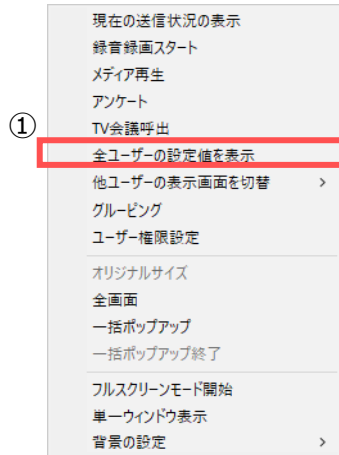 現在の送信状況の表示
録音録画スタート
メディア再生
アンケート
①
TV会議呼出
全ユーザーの設定値を表示
他ユーザーの表示画面を切替 >
グルーピング
ユーザー権限設定
オリジナルサイズ
全画面
一括ポップアップ
一括ポップアップ終了
フルスクリーンモード開始
単一ウィンドウ表示
背景の設定 >